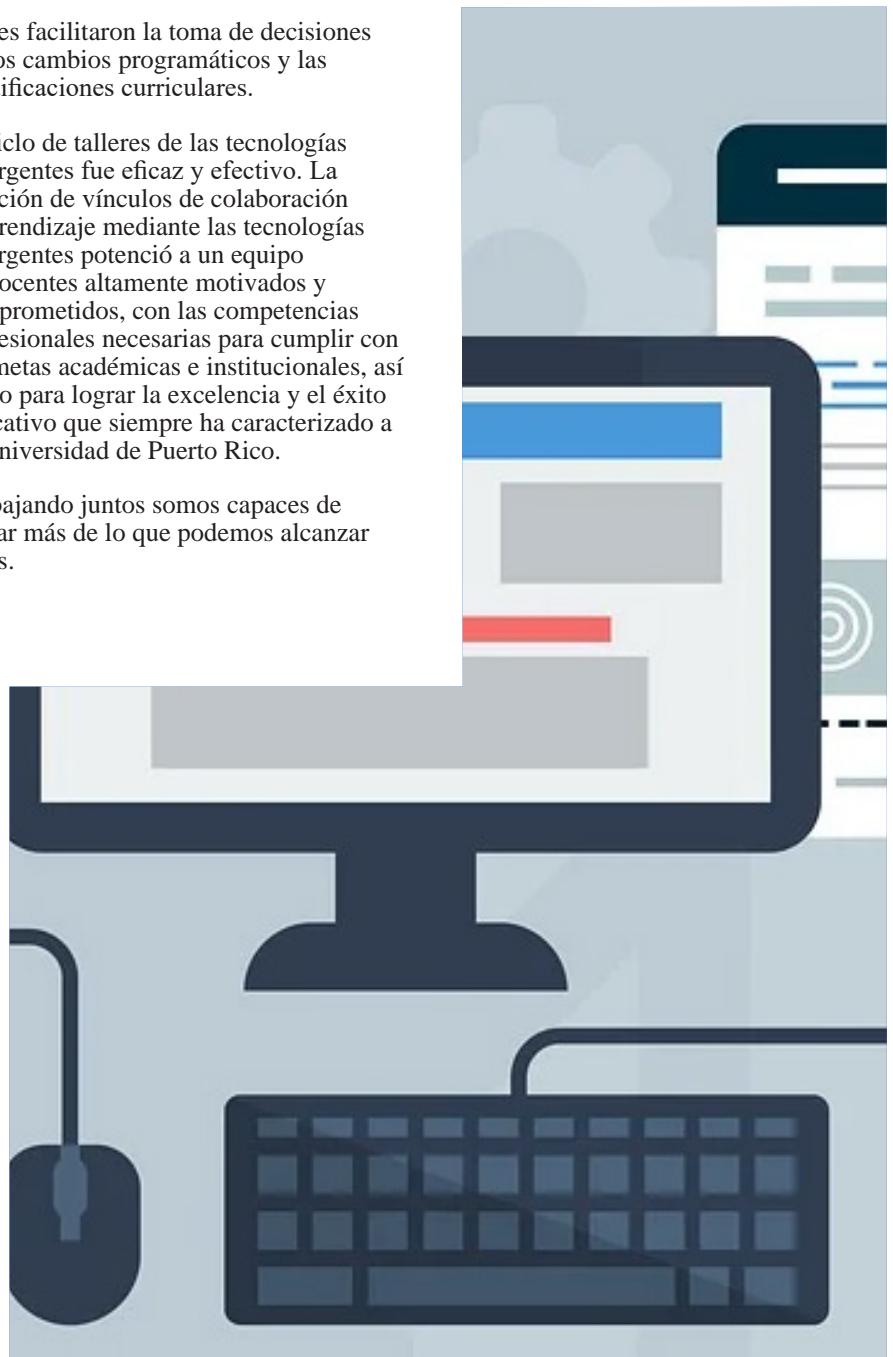 es facilitaron la toma de decisiones
os cambios programáticos y las
ificaciones curriculares.
iclo de talleres de las tecnologías
rgentes fue eficaz y efectivo. La
ción de vínculos de colaboración
prendizaje mediante las tecnologías
rgentes potenció a un equipo
ocentes altamente motivados y
prometidos, con las competencias
esionales necesarias para cumplir con
metas académicas e institucionales, así
o para lograr la excelencia y el éxito
cativo que siempre ha caracterizado a
niversidad de Puerto Rico.
bajando juntos somos capaces de
ar más de lo que podemos alcanzar
s.